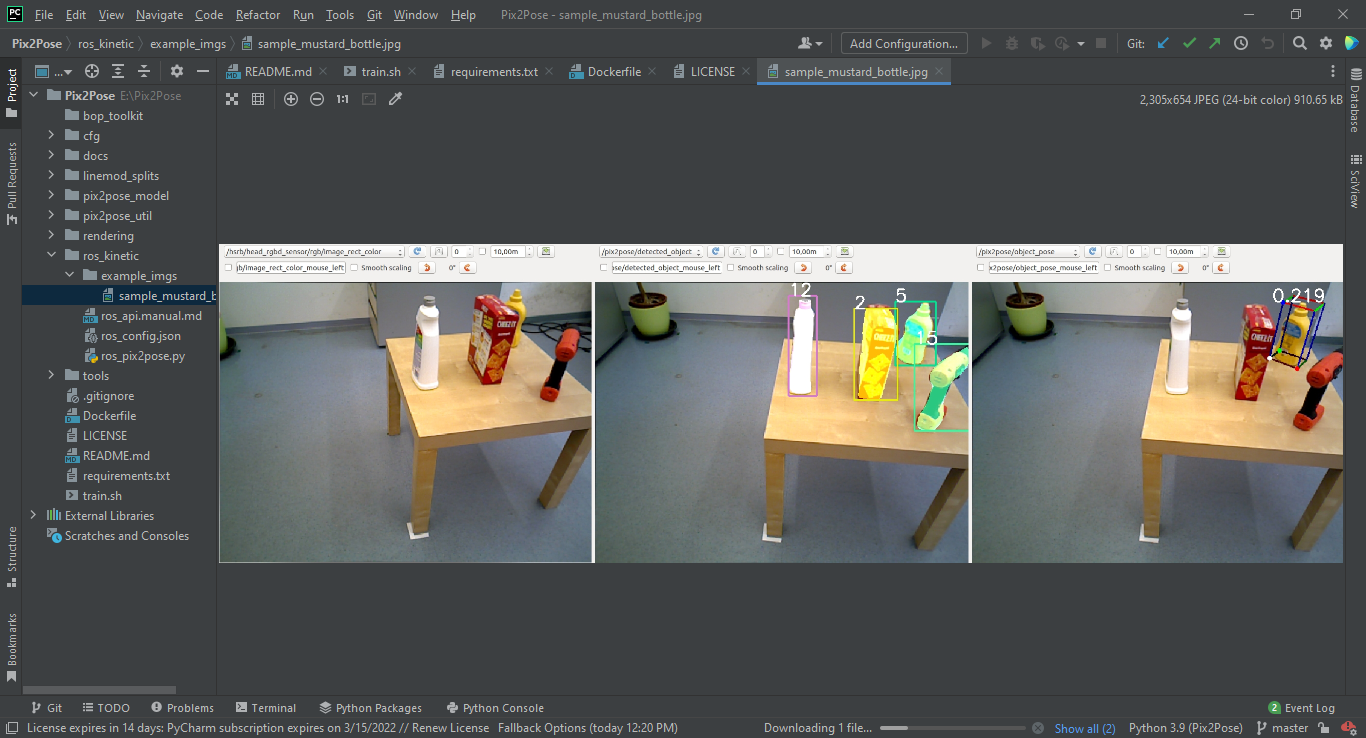 PC File Edit View Navigate Code Refactor Run Tools Git Window Help Pix2Pose - sample_mustard_bottle.jpg
Pix2Pose ros_kinetic example_imgs sample_mustard_bottle.jpg Add Configuration... Git:
Project
Pull Requests
Structure
Bookmarks
...
Pix2Pose E:\Pix2Pose
bop_toolkit
cfg
docs
linemod_splits
pix2pose_model
pix2pose_util
rendering
ros_kinetic
example_imgs
sample_mustard_b
ros_api.manual.md
ros_config.json
ros_pix2pose.py
tools
.gitignore
Dockerfile
LICENSE
README.md
requirements.txt
train.sh
External Libraries
Scratches and Consoles
README.md train.sh requirements.txt Dockerfile LICENSE sample_mustard_bottle.jpg
1:1 2,305x654 JPEG (24-bit color) 910.65 kB
/hsrb/head_rgbd_sensor/rgb/image_rect_color 0 10,00m
gb/image_rect_color_mouse_left Smooth scaling 0°
/pix2pose/detected_object 0 10,00m
ose/detected_object_mouse_left Smooth scaling 0°
/pix2pose/object_pose 0 10,00m
x2pose/object_pose_mouse_left Smooth scaling 0°
12
2
5
15
CHEEZ-IT
0.219
Database
SciView
Git TODO Problems Terminal Python Packages Python Console 2 Event Log
License expires in 14 days: PyCharm subscription expires on 3/15/2022 // Renew License Fallback Options (today 12:20 PM) Downloading 1 file... Show all (2) Python 3.9 (Pix2Pose) master